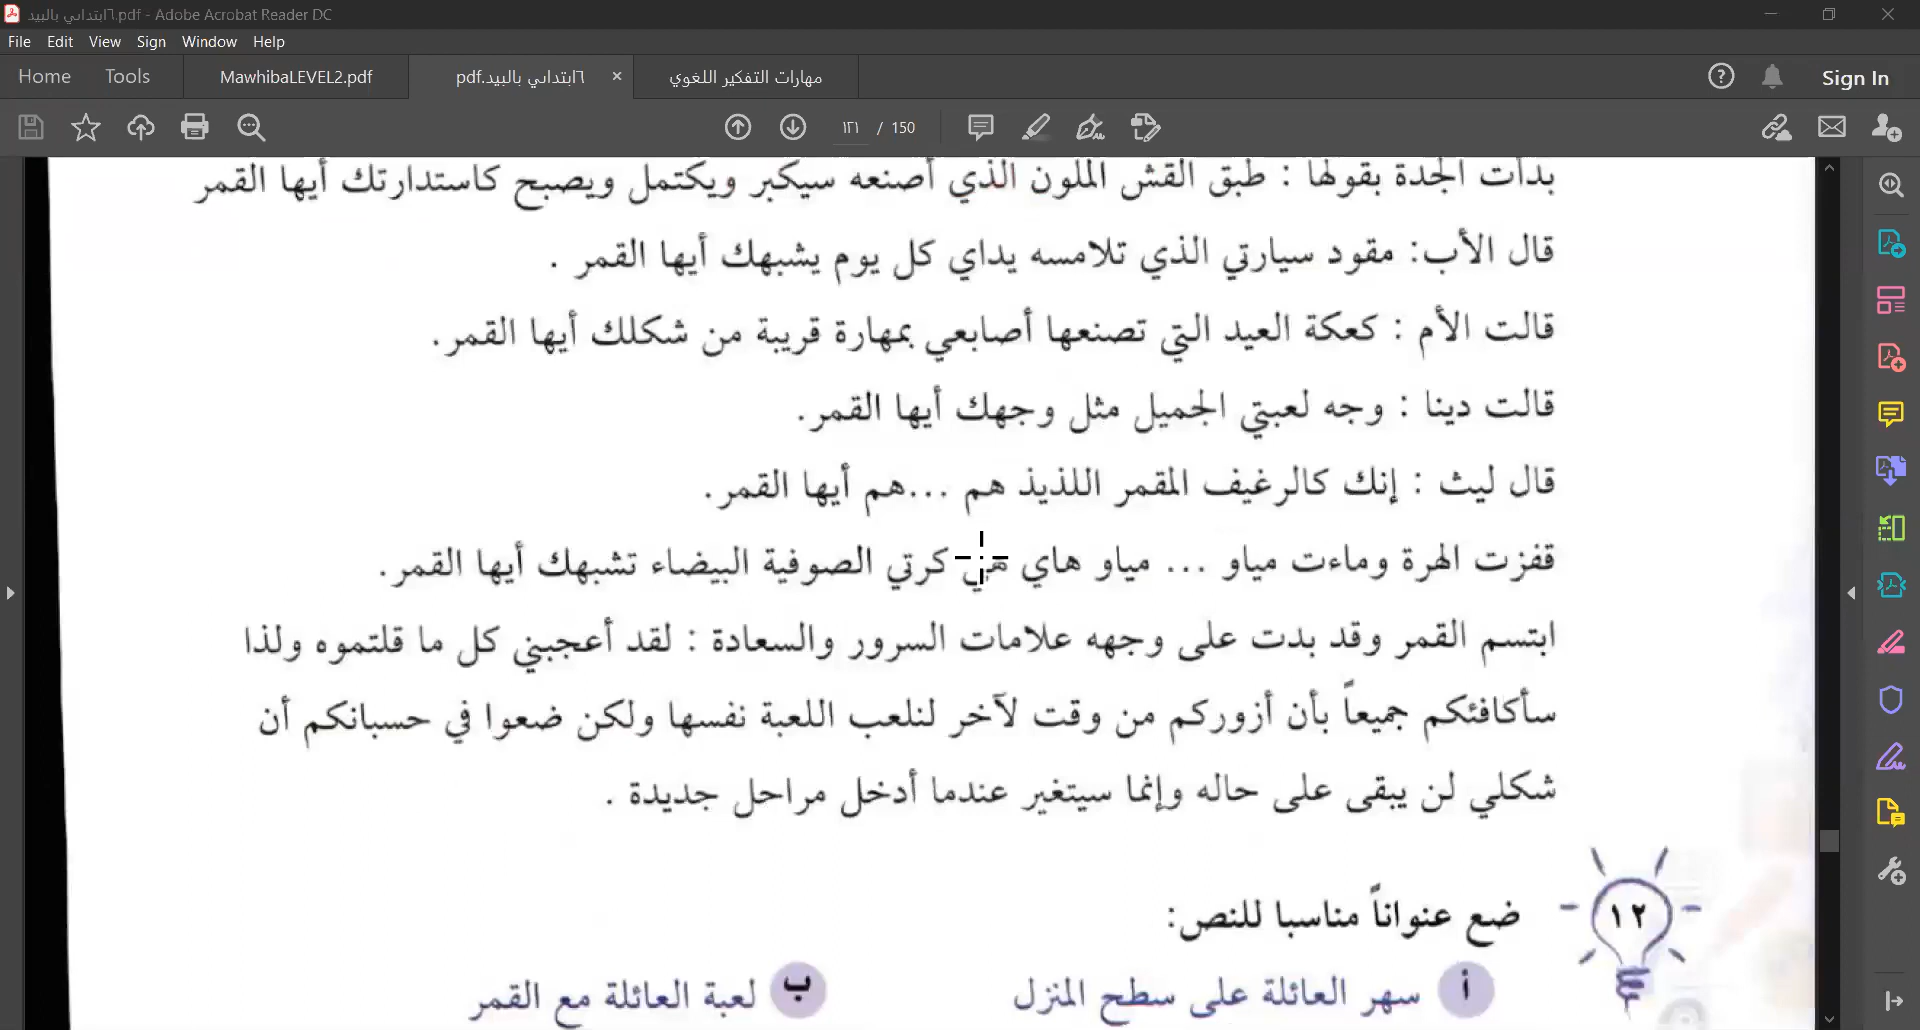 ٦ابتدائي بالبيد.pdf - Adobe Acrobat Reader DC
File Edit View Sign Window Help
Home Tools MawhibaLEVEL2.pdf ٦ابتدائي بالبيد.pdf × مهارات التفكير اللغوي Sign In
١٢١ / 150
بدأت الجدة بقولها : طبق القش الملون الذي أصنعه سيكبر ويكتمل ويصبح كاستدارتك أيها القمر
قال الأب: مقود سيارتي الذي تلامسه يداي كل يوم يشبهك أيها القمر .
قالت الأم : كعكة العيد التي تصنعها أصابعي بمهارة قريبة من شكلك أيها القمر.
قالت دينا : وجه لعبتي الجميل مثل وجهك أيها القمر.
قال ليث : إنك كالرغيف المقمر اللذيذ هم ...هم أيها القمر.
قفزت الهرة وماءت مياو ... مياو هاي هي كرتي الصوفية البيضاء تشبهك أيها القمر.
ابتسم القمر وقد بدت على وجهه علامات السرور والسعادة : لقد أعجبني كل ما قلتموه ولذا
سأكافئكم جميعاً بأن أزوركم من وقت لآخر لنلعب اللعبة نفسها ولكن ضعوا في حسبانكم أن
شكلي لن يبقى على حاله وإنما سيتغير عندما أدخل مراحل جديدة .
١٢ ضع عنواناً مناسبا للنص:
أ سهر العائلة على سطح المنزل ب لعبة العائلة مع القمر